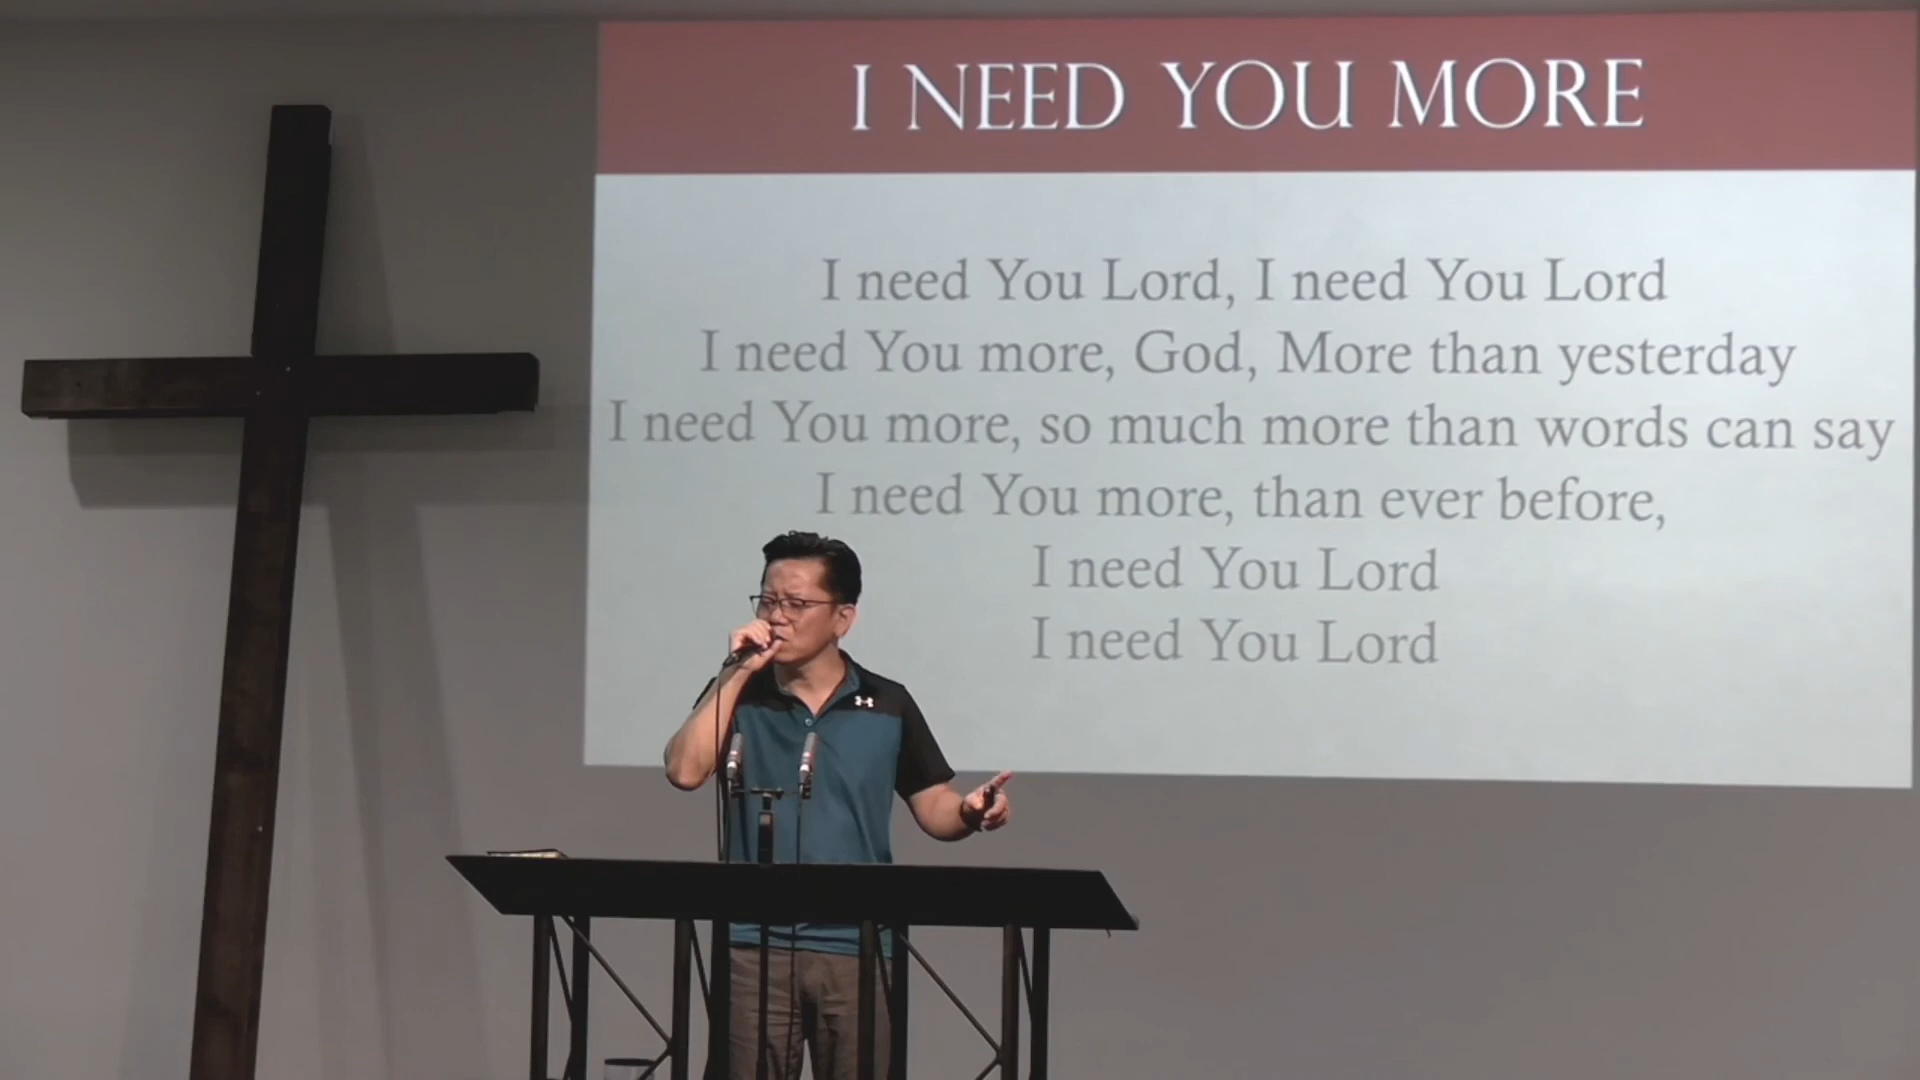 I NEED YOU MORE
I need You Lord, I need You Lord
I need You more, God, More than yesterday
I need You more, so much more than words can say
I need You more, than ever before,
I need You Lord
I need You Lord